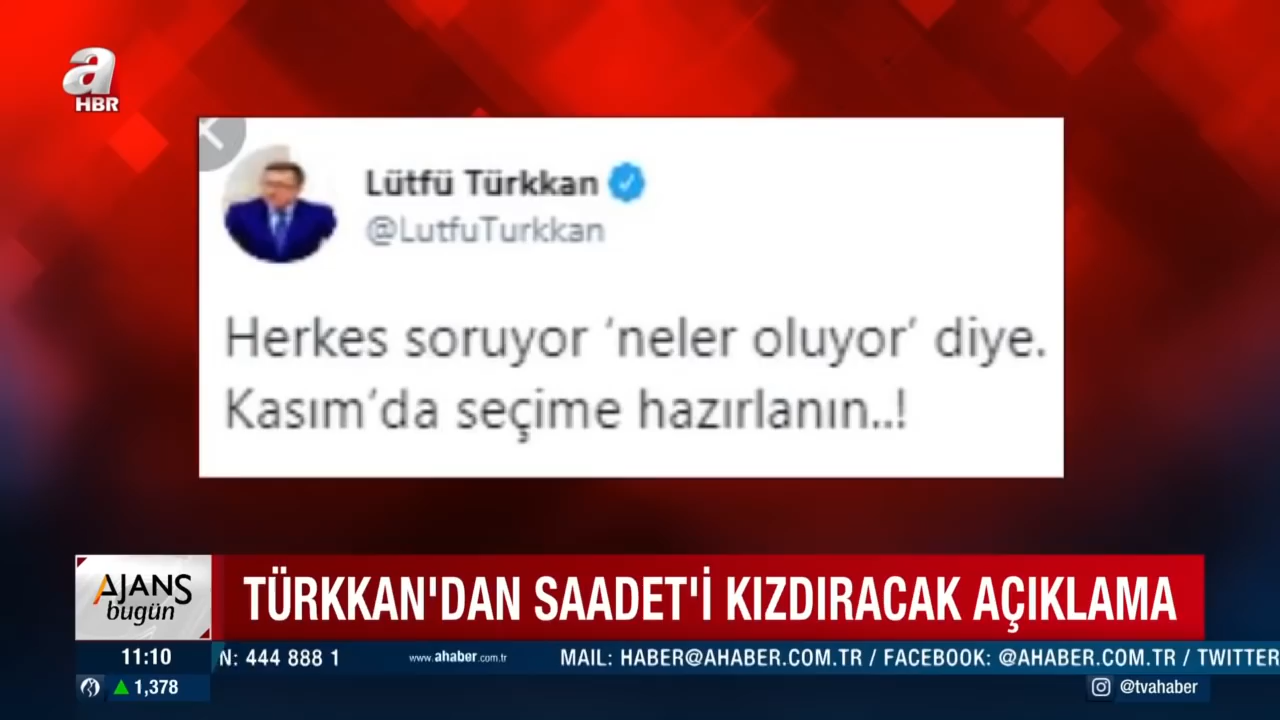 a
HBR
Lütfü Türkkan
@LutfuTurkkan
Herkes soruyor ‘neler oluyor’ diye.
Kasım’da seçime hazırlanın..!
AJANS
bugün
TÜRKKAN'DAN SAADET'İ KIZDIRACAK AÇIKLAMA
11:10
N: 444 888 1 www.ahaber.com.tr MAIL: HABER@AHABER.COM.TR / FACEBOOK: @AHABER.COM.TR / TWITTER
1,378
@tvahaber